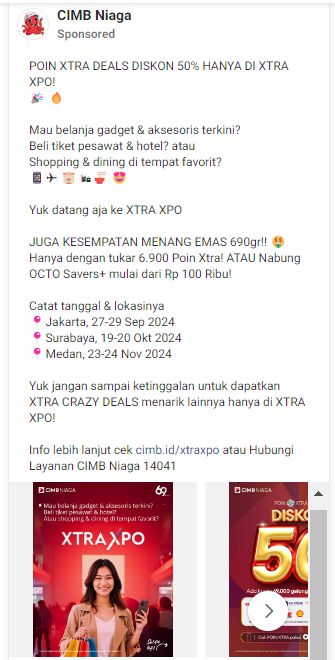 CIMB Niaga
Sponsored
POIN XTRA DEALS DISKON 50% HANYA DI XTRA
XPO!
🎉 🔥
Mau belanja gadget & aksesoris terkini?
Beli tiket pesawat & hotel? atau
Shopping & dining di tempat favorit?
📱✈️🏨🛍️🍜😍
Yuk datang aja ke XTRA XPO
JUGA KESEMPATAN MENANG EMAS 690gr!! 🤑
Hanya dengan tukar 6.900 Poin Xtra! ATAU Nabung
OCTO Savers+ mulai dari Rp 100 Ribu!
Catat tanggal & lokasinya
📍Jakarta, 27-29 Sep 2024
📍Surabaya, 19-20 Okt 2024
📍Medan, 23-24 Nov 2024
Yuk jangan sampai ketinggalan untuk dapatkan
XTRA CRAZY DEALS menarik lainnya hanya di XTRA
XPO!
Info lebih lanjut cek cimb.id/xtraxpo atau Hubungi
Layanan CIMB Niaga 14041
CIMB NIAGA
69
Mau belanja gadget & aksesoris terkini?
Beli tiket pesawat & hotel?
Atau shopping & dining di tempat favorit?
XTRAXPO
CIMB NIAGA
POIN XTRA
DISKO
50